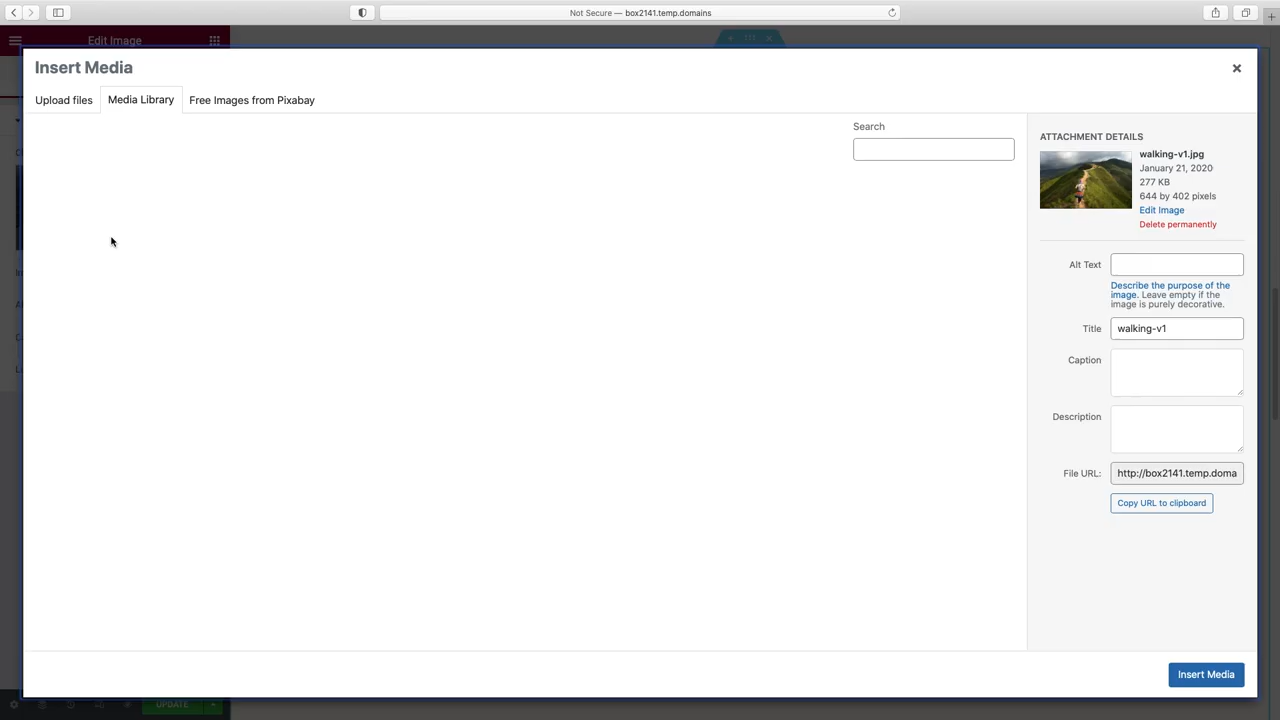 Not Secure — box2141.temp.domains
Edit Image
Insert Media
Upload files
Media Library
Free Images from Pixabay
Search
ATTACHMENT DETAILS
walking-v1.jpg
January 21, 2020
277 KB
644 by 402 pixels
Edit Image
Delete permanently
Alt Text
Describe the purpose of the
image. Leave empty if the
image is purely decorative.
Title
walking-v1
Caption
Description
File URL:
http://box2141.temp.doma
Copy URL to clipboard
Insert Media
UPDATE